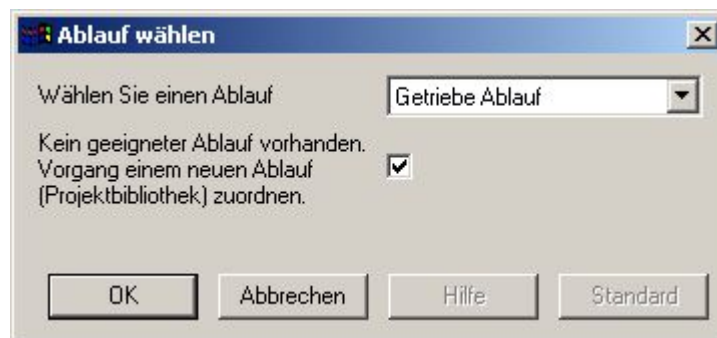 Ablauf wählen
Wählen Sie einen Ablauf
Getriebe Ablauf
Kein geeigneter Ablauf vorhanden.
Vorgang einem neuen Ablauf
(Projektbibliothek) zuordnen.
OK
Abbrechen
Hilfe
Standard